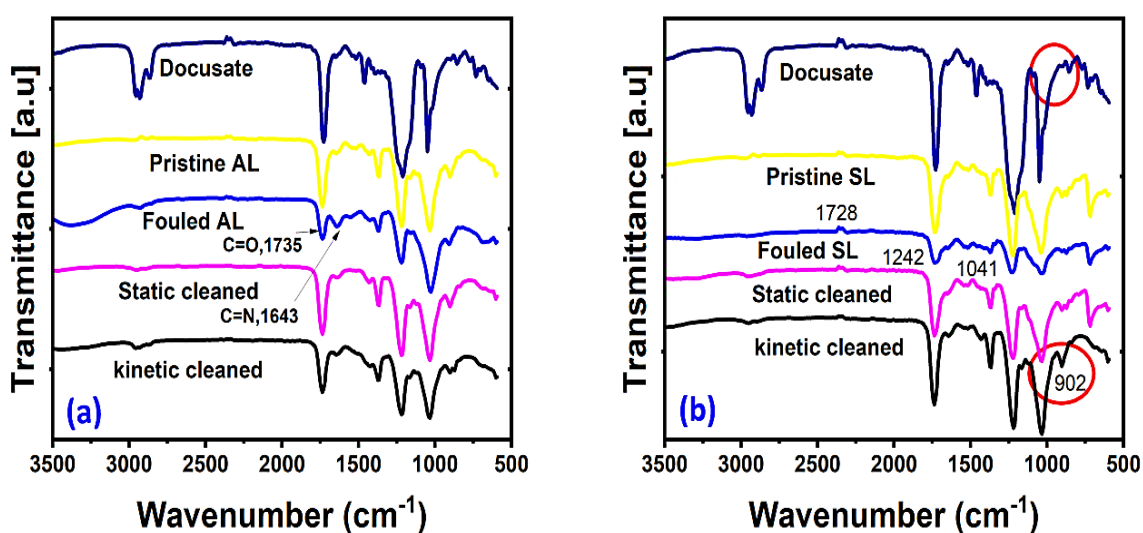 Transmittance [a.u]
Docusate
Pristine AL
Fouled AL
C=O,1735
Static cleaned
C=N,1643
kinetic cleaned
(a)
3500 3000 2500 2000 1500 1000 500
Wavenumber (cm-1)
Transmittance [a.u]
Docusate
Pristine SL
1728
Fouled SL
1242
1041
Static cleaned
kinetic cleaned
902
(b)
3500 3000 2500 2000 1500 1000 500
Wavenumber (cm-1)